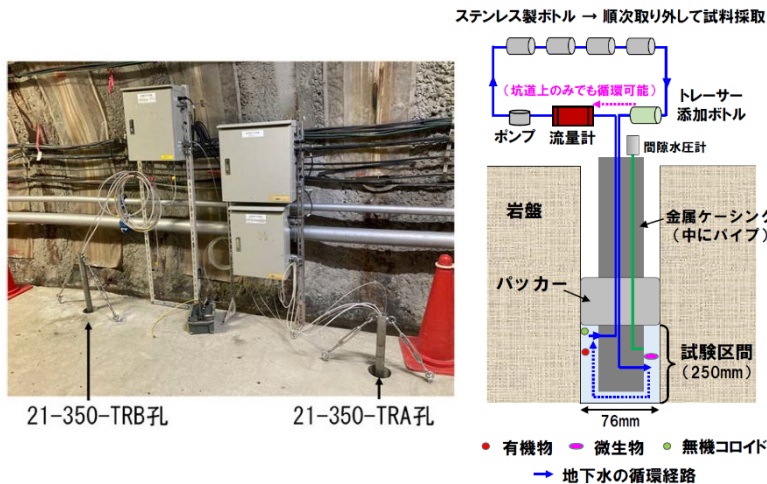 21-350-TRB孔
21-350-TRA孔
ステンレス製ボトル → 順次取り外して試料採取
(坑道上のみでも循環可能)
ポンプ
流量計
トレーサー
添加ボトル
間隙水圧計
岩盤
金属ケーシング
(中にパイプ)
パッカー
試験区間
(250mm)
76mm
有機物
微生物
無機コロイド
地下水の循環経路